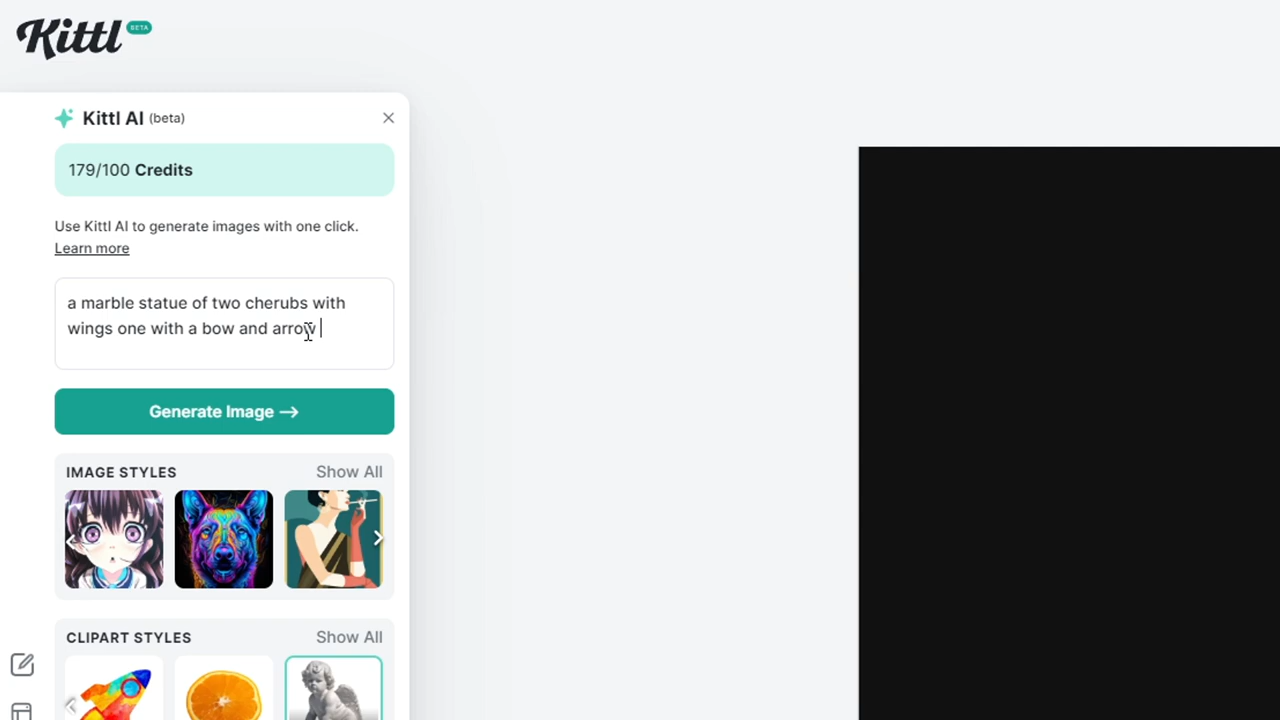 Kittl BETA
Kittl AI (beta)
179/100 Credits
Use Kittl AI to generate images with one click.
Learn more
a marble statue of two cherubs with
wings one with a bow and arrow
Generate Image →
IMAGE STYLES Show All
CLIPART STYLES Show All